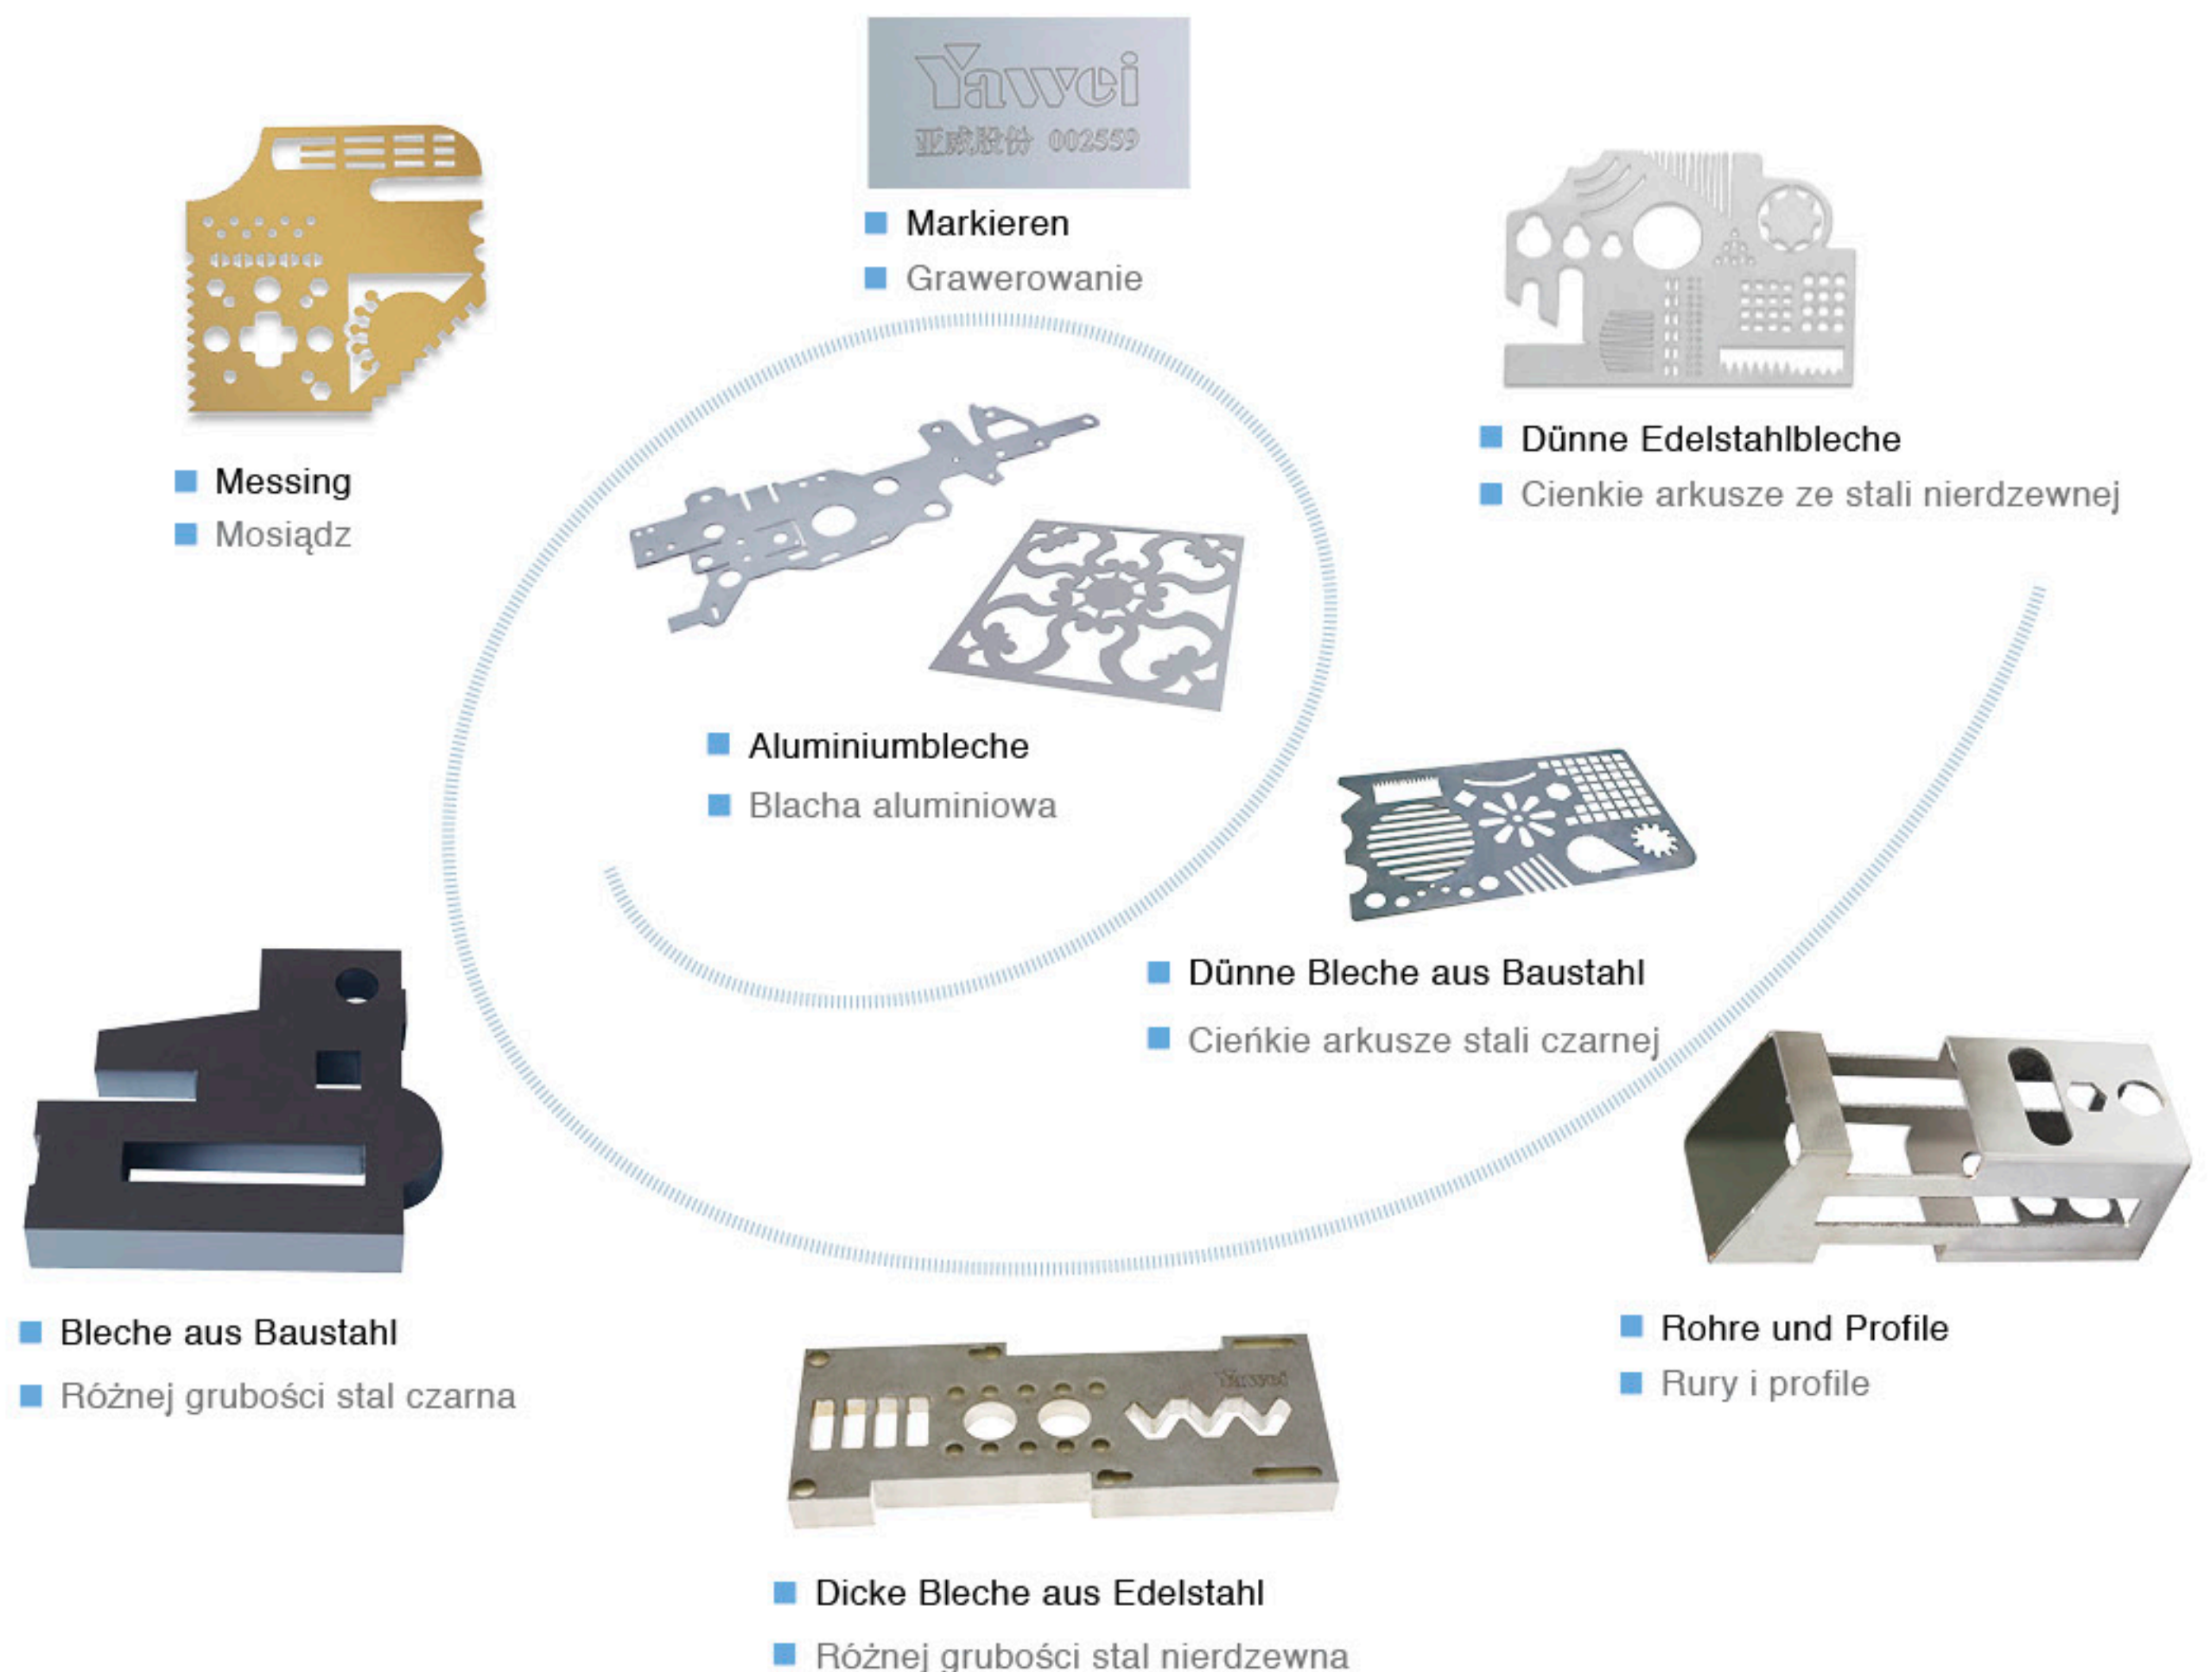 Yawei
亚威股份 002559
Markieren
Grawerowanie
Messing
Mosiądz
Dünne Edelstahlbleche
Cienkie arkusze ze stali nierdzewnej
Aluminiumbleche
Blacha aluminiowa
Dünne Bleche aus Baustahl
Cieńkie arkusze stali czarnej
Bleche aus Baustahl
Różnej grubości stal czarna
Rohre und Profile
Rury i profile
Yawei
Dicke Bleche aus Edelstahl
Różnej grubości stal nierdzewna